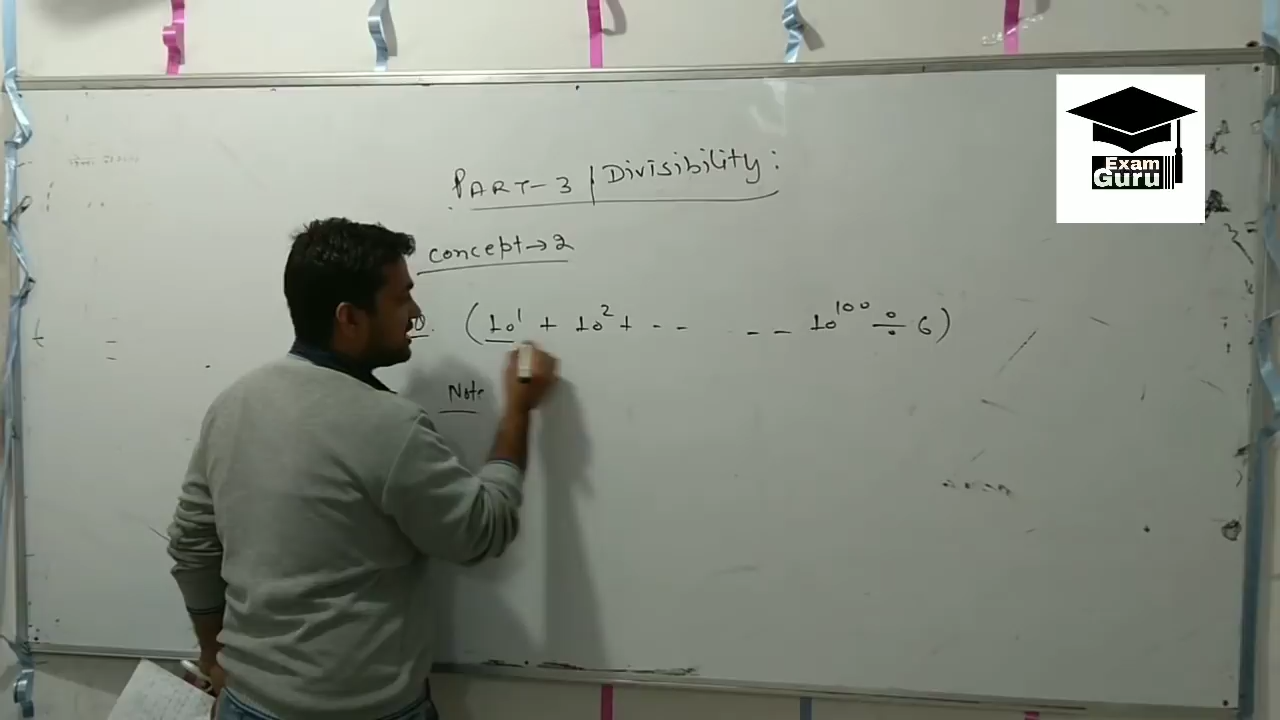 PART-3 | Divisibility:
Exam
Guru
concept→2
Q. (10¹ + 10² + -- -- 10¹⁰⁰ ÷ 6)
Note